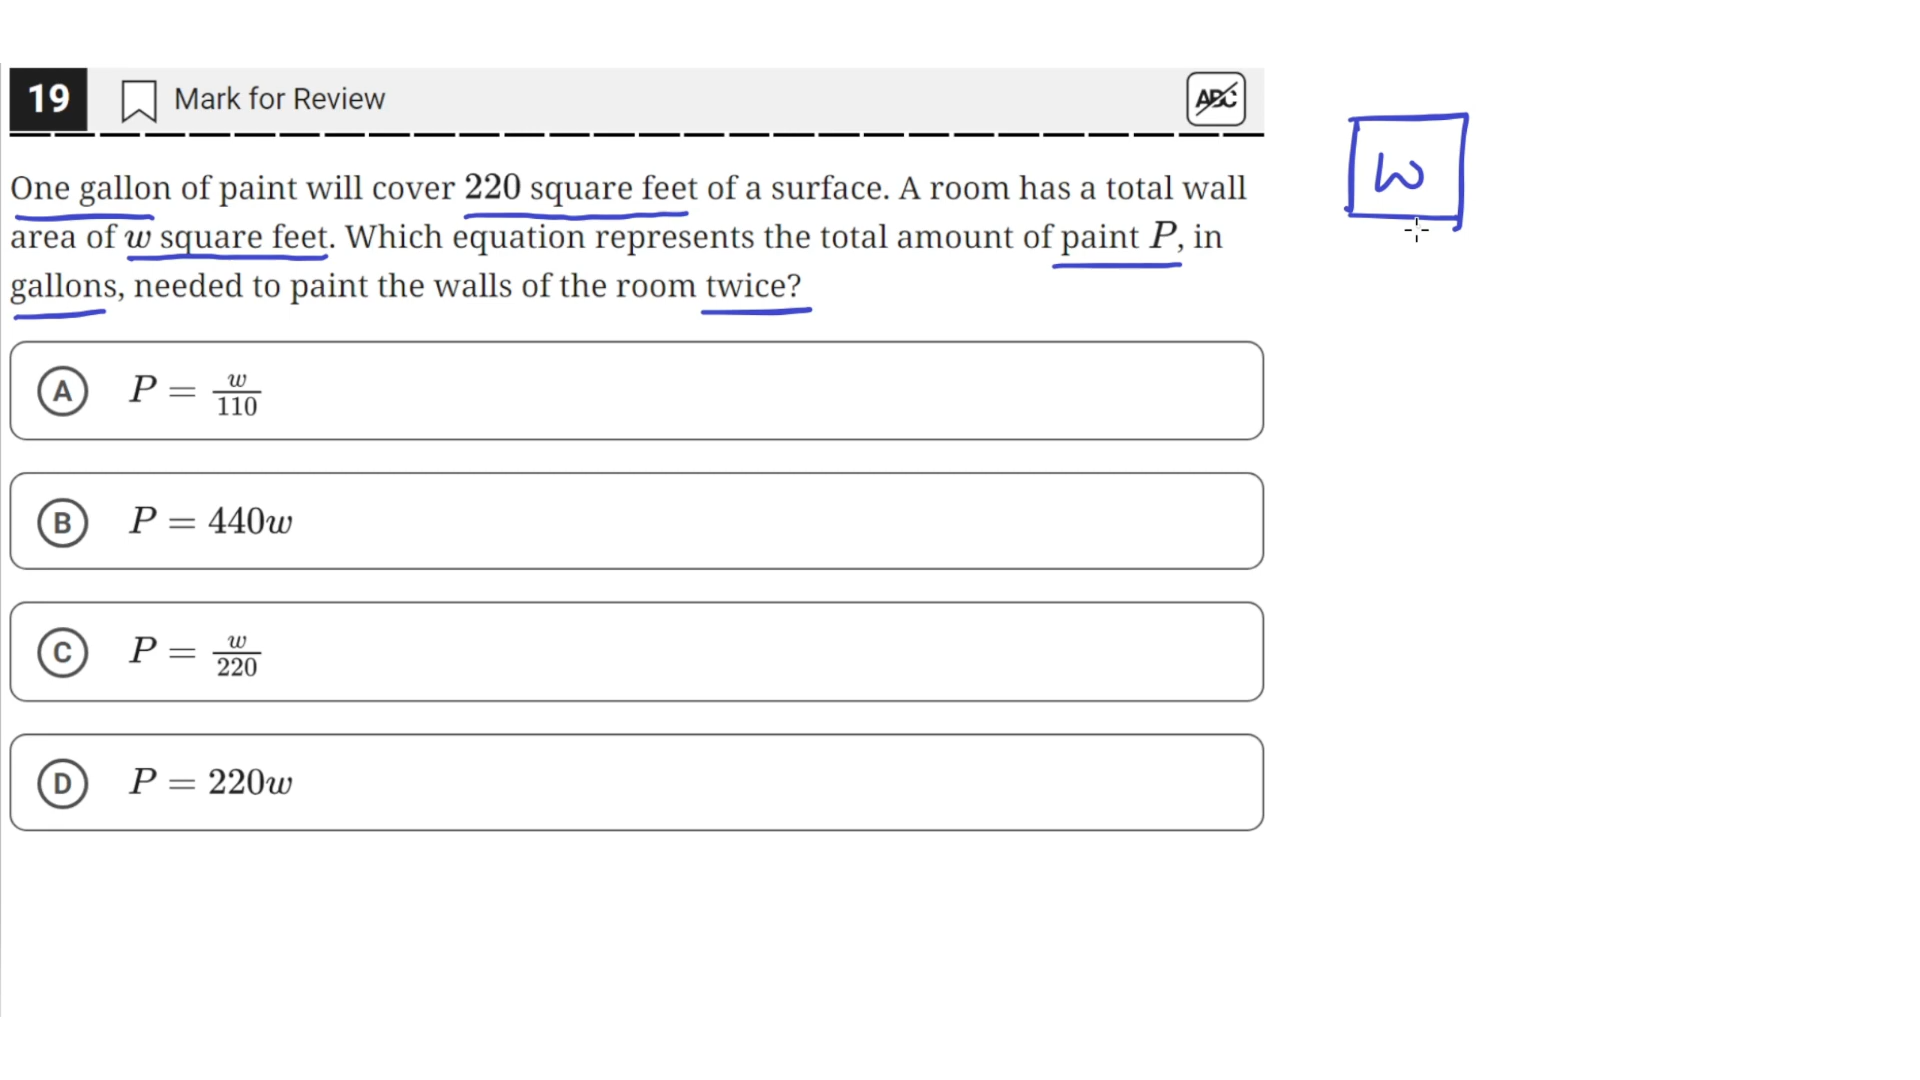 19 Mark for Review ABC
One gallon of paint will cover 220 square feet of a surface. A room has a total wall
area of w square feet. Which equation represents the total amount of paint P, in
gallons, needed to paint the walls of the room twice?
A P = w/110
B P = 440w
C P = w/220
D P = 220w
w